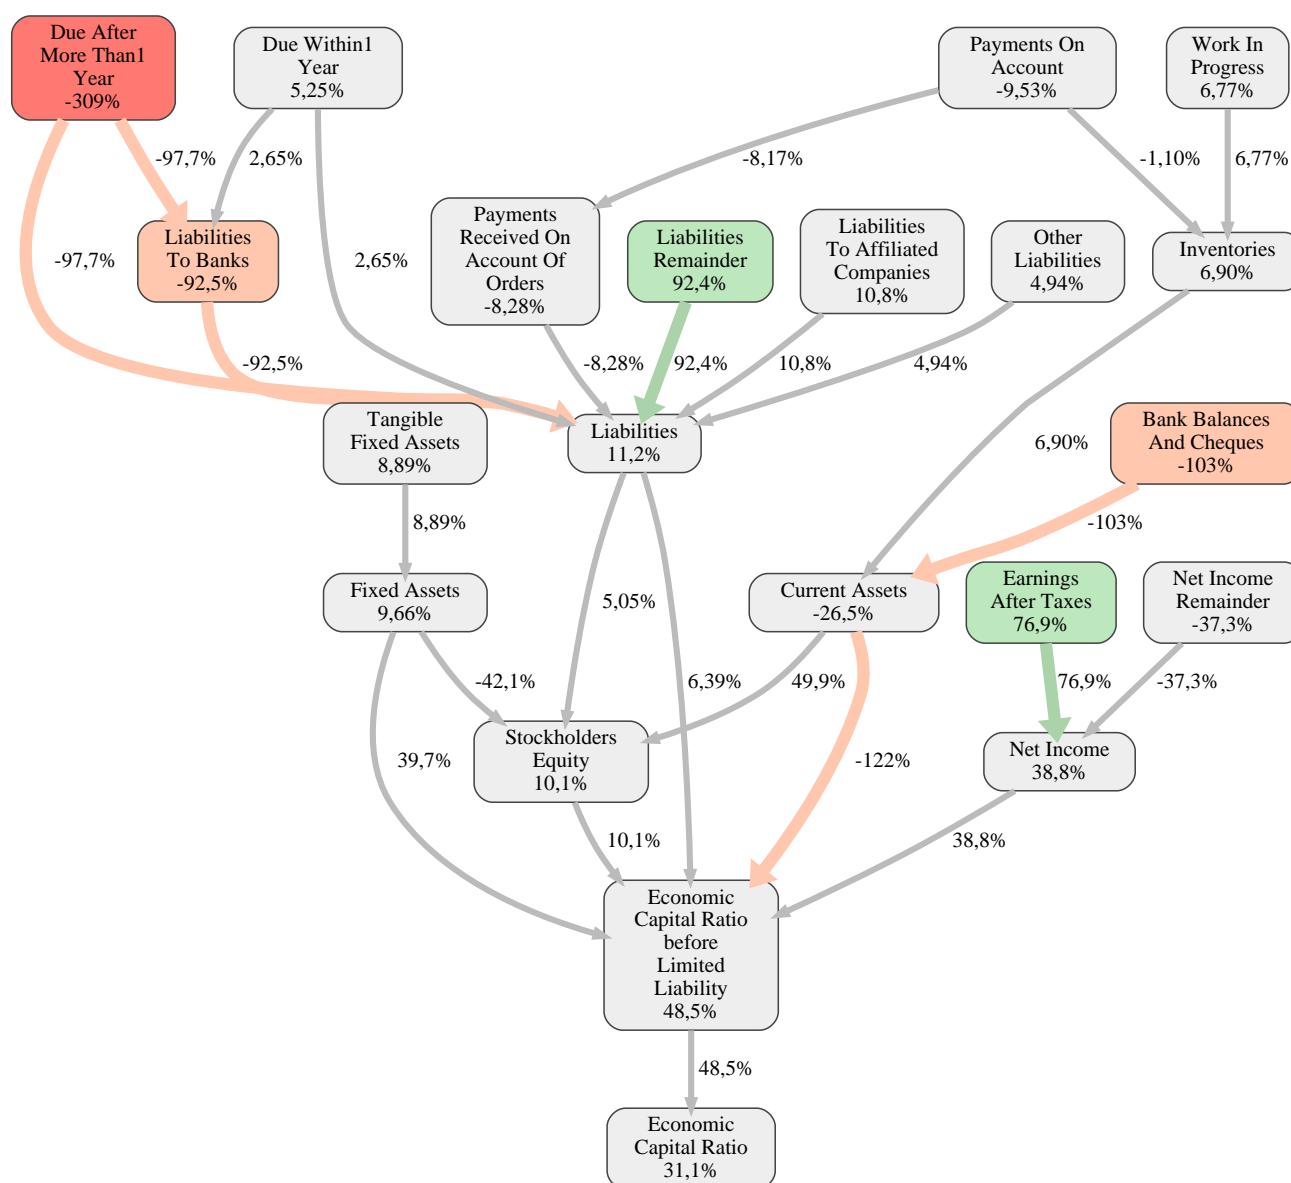 Due After
More Than1
Year
-309%
Due Within1
Year
5,25%
Payments On
Account
-9,53%
Work In
Progress
6,77%
-97,7%
2,65%
-8,17%
-1,10%
6,77%
Liabilities
To Banks
-92,5%
Payments
Received On
Account Of
Orders
-8,28%
Liabilities
Remainder
92,4%
Liabilities
To Affiliated
Companies
10,8%
Other
Liabilities
4,94%
Inventories
6,90%
-97,7%
2,65%
-92,5%
-8,28%
92,4%
10,8%
4,94%
6,90%
Tangible
Fixed Assets
8,89%
Liabilities
11,2%
Bank Balances
And Cheques
-103%
8,89%
-103%
Fixed Assets
9,66%
5,05%
Current Assets
-26,5%
Earnings
After Taxes
76,9%
Net Income
Remainder
-37,3%
-42,1%
6,39%
49,9%
76,9%
-37,3%
39,7%
Stockholders
Equity
10,1%
-122%
Net Income
38,8%
10,1%
38,8%
Economic
Capital Ratio
before
Limited
Liability
48,5%
48,5%
Economic
Capital Ratio
31,1%